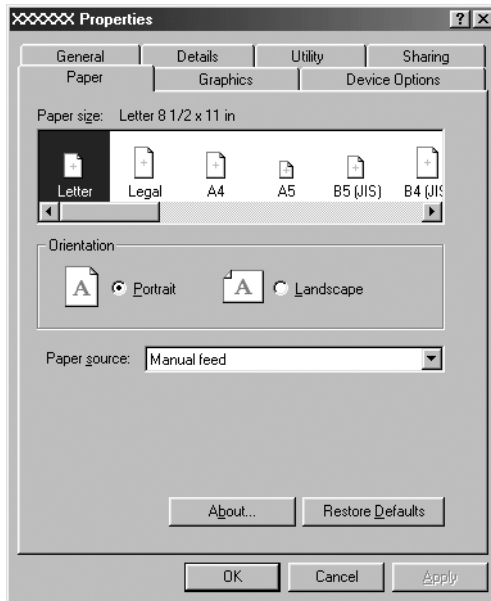 XXXXXX Properties
General Details Utility Sharing
Paper Graphics Device Options
Paper size: Letter 8 1/2 x 11 in
Letter Legal A4 A5 B5 (JIS) B4 (JIS
Orientation
A Portrait A Landscape
Paper source: Manual feed
About... Restore Defaults
OK Cancel Apply